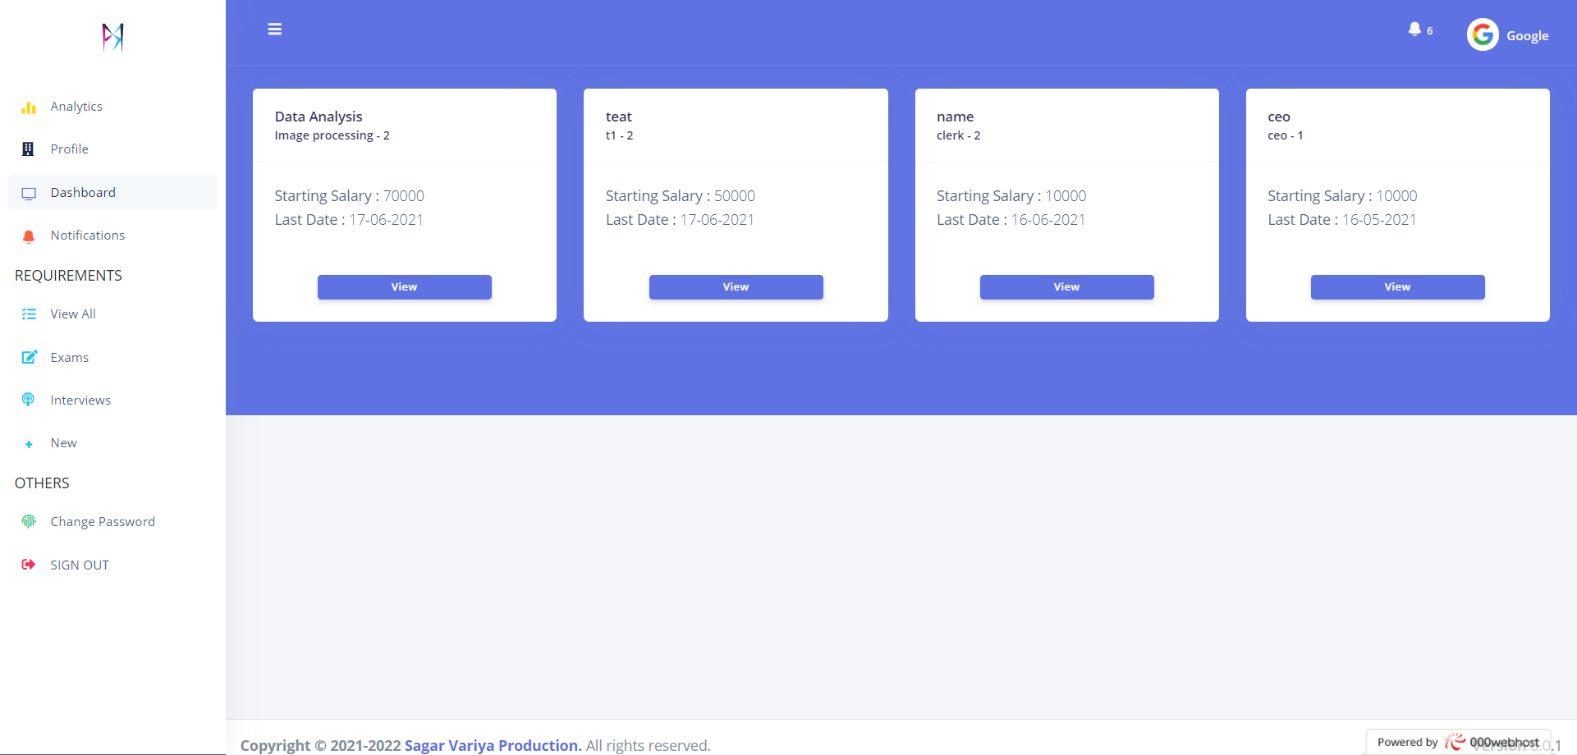 6
Google
Analytics
Profile
Dashboard
Notifications
REQUIREMENTS
View All
Exams
Interviews
New
OTHERS
Change Password
SIGN OUT
Data Analysis
Image processing - 2
Starting Salary : 70000
Last Date : 17-06-2021
View
teat
t1 - 2
Starting Salary : 50000
Last Date : 17-06-2021
View
name
clerk - 2
Starting Salary : 10000
Last Date : 16-06-2021
View
ceo
ceo - 1
Starting Salary : 10000
Last Date : 16-05-2021
View
Copyright © 2021-2022 Sagar Variya Production. All rights reserved.
Powered by 000webhost